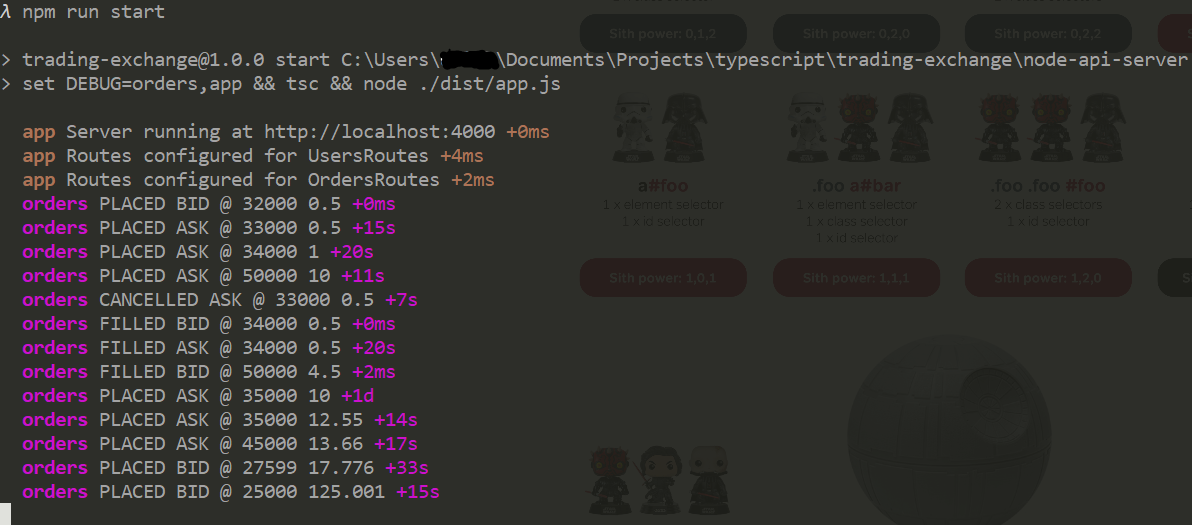 λ npm run start
> trading-exchange@1.0.0 start C:\Users\ \Documents\Projects\typescript\trading-exchange\node-api-server
> set DEBUG=orders,app && tsc && node ./dist/app.js
app Server running at http://localhost:4000 +0ms
app Routes configured for UsersRoutes +4ms
app Routes configured for OrdersRoutes +2ms
orders PLACED BID @ 32000 0.5 +0ms
orders PLACED ASK @ 33000 0.5 +15s
orders PLACED ASK @ 34000 1 +20s
orders PLACED ASK @ 50000 10 +11s
orders CANCELLED ASK @ 33000 0.5 +7s
orders FILLED BID @ 34000 0.5 +0ms
orders FILLED ASK @ 34000 0.5 +20s
orders FILLED BID @ 50000 4.5 +2ms
orders PLACED ASK @ 35000 10 +1d
orders PLACED ASK @ 35000 12.55 +14s
orders PLACED ASK @ 45000 13.66 +17s
orders PLACED BID @ 27599 17.776 +33s
orders PLACED BID @ 25000 125.001 +15s
Sith power: 0,1,2
Sith power: 0,2,0
Sith power: 0,2,2
a#foo
1 x element selector
1 x id selector
Sith power: 1,0,1
.foo a#bar
1 x element selector
1 x class selector
1 x id selector
Sith power: 1,1,1
.foo .foo #foo
2 x class selectors
1 x id selector
Sith power: 1,2,0